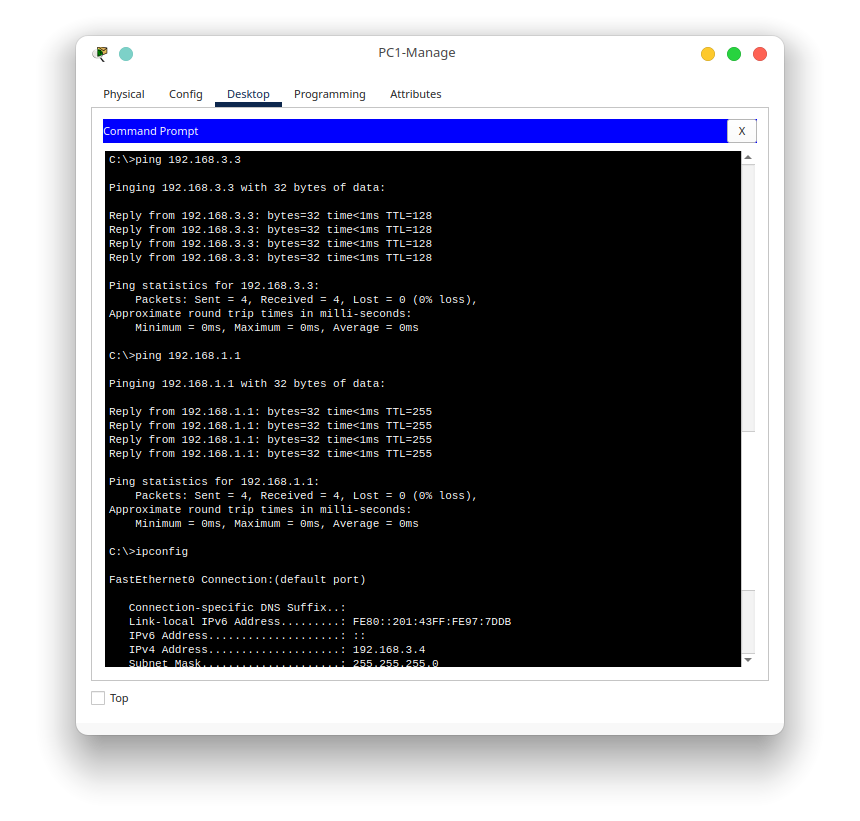 PC1-Manage
Physical Config Desktop Programming Attributes
Command Prompt X
C:\>ping 192.168.3.3
Pinging 192.168.3.3 with 32 bytes of data:
Reply from 192.168.3.3: bytes=32 time<1ms TTL=128
Reply from 192.168.3.3: bytes=32 time<1ms TTL=128
Reply from 192.168.3.3: bytes=32 time<1ms TTL=128
Reply from 192.168.3.3: bytes=32 time<1ms TTL=128
Ping statistics for 192.168.3.3:
    Packets: Sent = 4, Received = 4, Lost = 0 (0% loss),
Approximate round trip times in milli-seconds:
    Minimum = 0ms, Maximum = 0ms, Average = 0ms
C:\>ping 192.168.1.1
Pinging 192.168.1.1 with 32 bytes of data:
Reply from 192.168.1.1: bytes=32 time<1ms TTL=255
Reply from 192.168.1.1: bytes=32 time<1ms TTL=255
Reply from 192.168.1.1: bytes=32 time<1ms TTL=255
Reply from 192.168.1.1: bytes=32 time<1ms TTL=255
Ping statistics for 192.168.1.1:
    Packets: Sent = 4, Received = 4, Lost = 0 (0% loss),
Approximate round trip times in milli-seconds:
    Minimum = 0ms, Maximum = 0ms, Average = 0ms
C:\>ipconfig
FastEthernet0 Connection:(default port)
   Connection-specific DNS Suffix..:
   Link-local IPv6 Address.........: FE80::201:43FF:FE97:7DDB
   IPv6 Address....................: ::
   IPv4 Address....................: 192.168.3.4
   Subnet Mask.....................: 255.255.255.0
Top